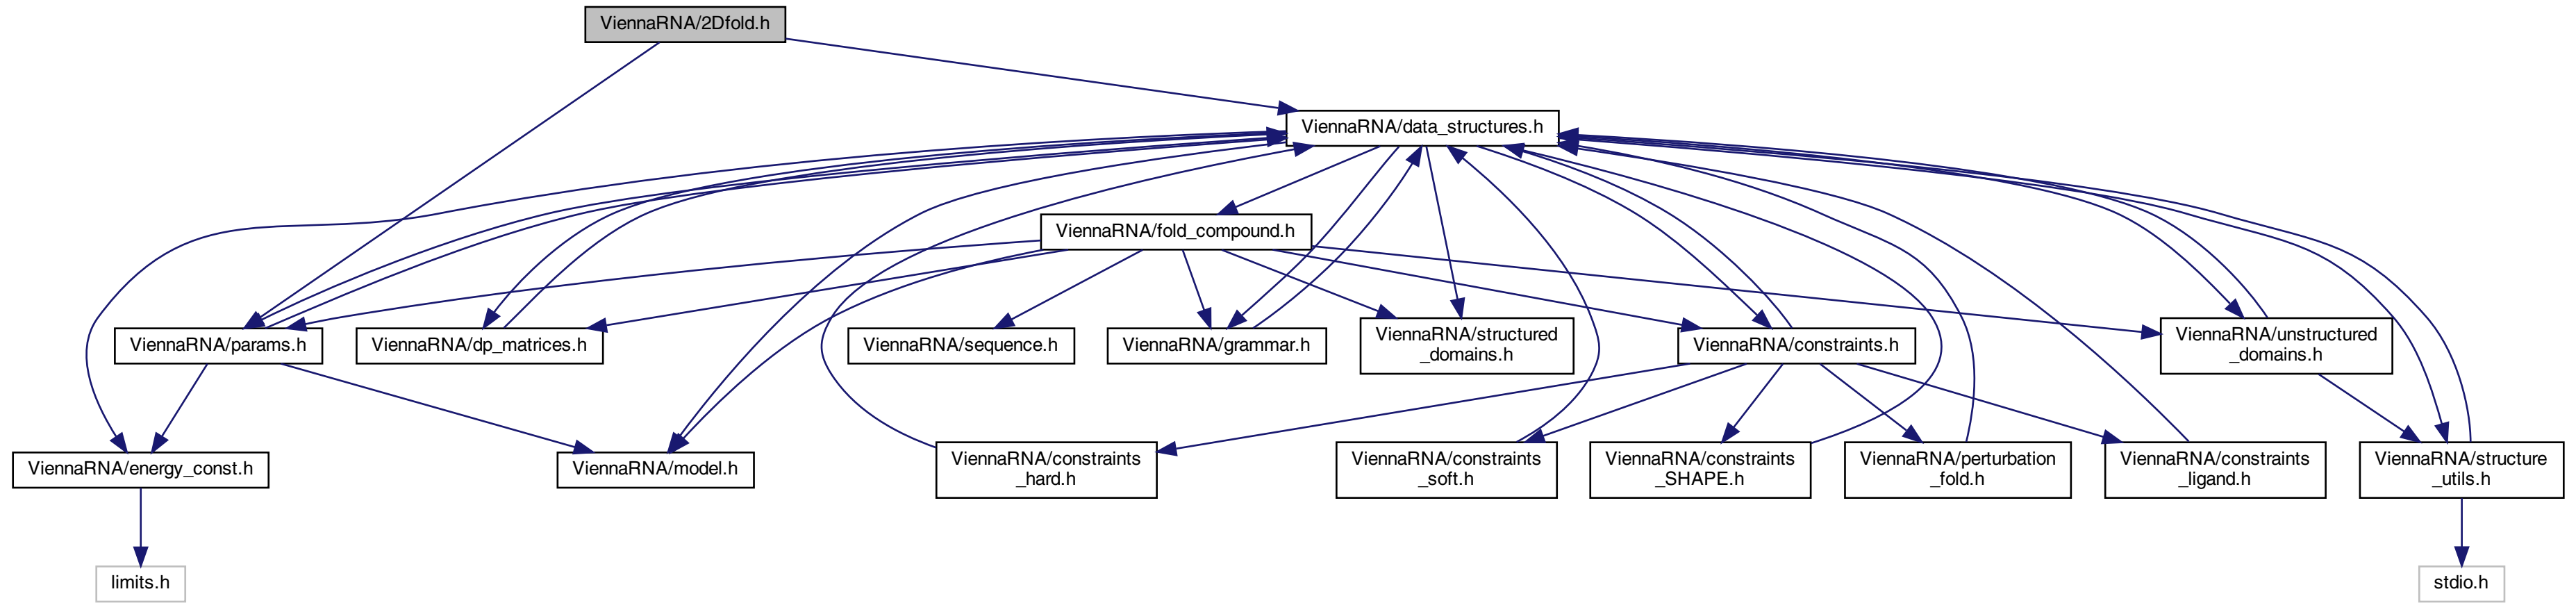 ViennaRNA/2Dfold.h
ViennaRNA/data_structures.h
ViennaRNA/fold_compound.h
ViennaRNA/params.h
ViennaRNA/dp_matrices.h
ViennaRNA/sequence.h
ViennaRNA/grammar.h
ViennaRNA/structured
_domains.h
ViennaRNA/constraints.h
ViennaRNA/unstructured
_domains.h
ViennaRNA/energy_const.h
ViennaRNA/model.h
ViennaRNA/constraints
_hard.h
ViennaRNA/constraints
_soft.h
ViennaRNA/constraints
_SHAPE.h
ViennaRNA/perturbation
_fold.h
ViennaRNA/constraints
_ligand.h
ViennaRNA/structure
_utils.h
limits.h
stdio.h